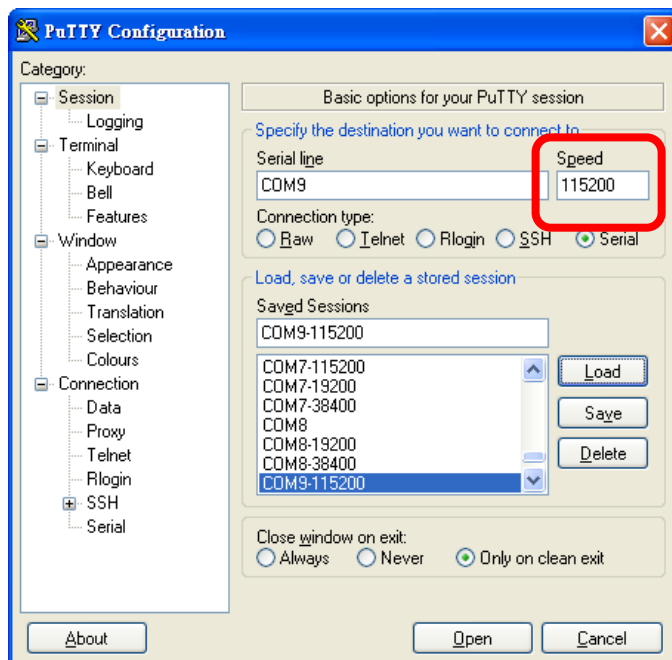 PuTTY Configuration
Category:
Session
Logging
Terminal
Keyboard
Bell
Features
Window
Appearance
Behaviour
Translation
Selection
Colours
Connection
Data
Proxy
Telnet
Rlogin
SSH
Serial
Basic options for your PuTTY session
Specify the destination you want to connect to
Serial line Speed
COM9 115200
Connection type:
Raw Telnet Rlogin SSH Serial
Load, save or delete a stored session
Saved Sessions
COM9-115200
COM7-115200
COM7-19200
COM7-38400
COM8
COM8-19200
COM8-38400
COM9-115200
Load
Save
Delete
Close window on exit:
Always Never Only on clean exit
About Open Cancel